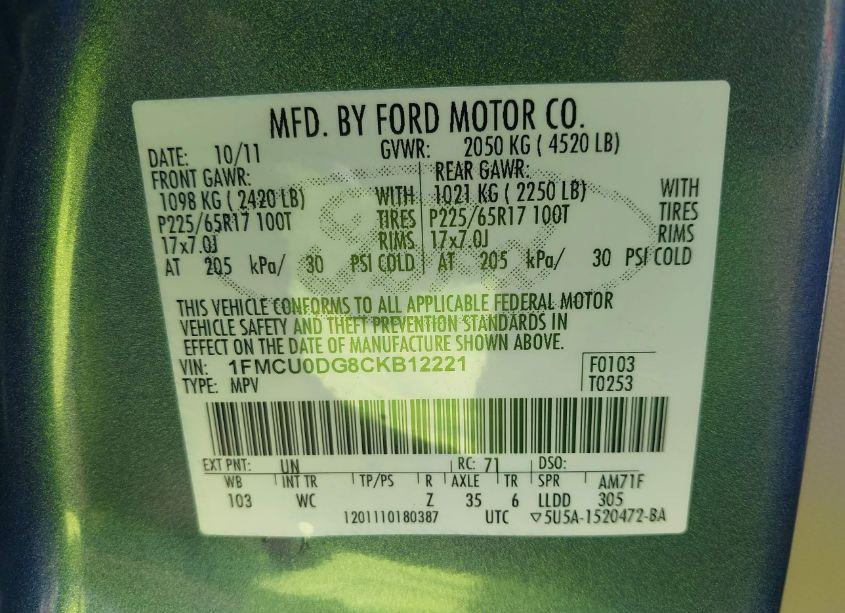 MFD. BY FORD MOTOR CO.
DATE: 10/11 GVWR: 2050 KG ( 4520 LB)
FRONT GAWR: REAR GAWR:
1098 KG ( 2420 LB) WITH 1021 KG ( 2250 LB) WITH
P225/65R17 100T TIRES P225/65R17 100T TIRES
17x7.0J RIMS 17x7.0J RIMS
AT 205 kPa/ 30 PSI COLD AT 205 kPa/ 30 PSI COLD
THIS VEHICLE CONFORMS TO ALL APPLICABLE FEDERAL MOTOR
VEHICLE SAFETY AND THEFT PREVENTION STANDARDS IN
EFFECT ON THE DATE OF MANUFACTURE SHOWN ABOVE.
VIN: 1FMCU0DG8CKB12221 F0103
TYPE: MPV T0253
EXT PNT: UN RC: 71 DSO:
WB INT TR TP/PS R AXLE TR SPR AM71F
103 WC Z 35 6 LLDD 305
1201110180387 UTC ▽5U5A-1520472-BA